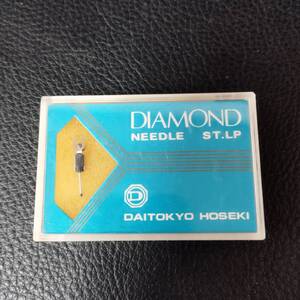 DIAMOND
NEEDLE ST.LP
D
DAITOKYO HOSEKI